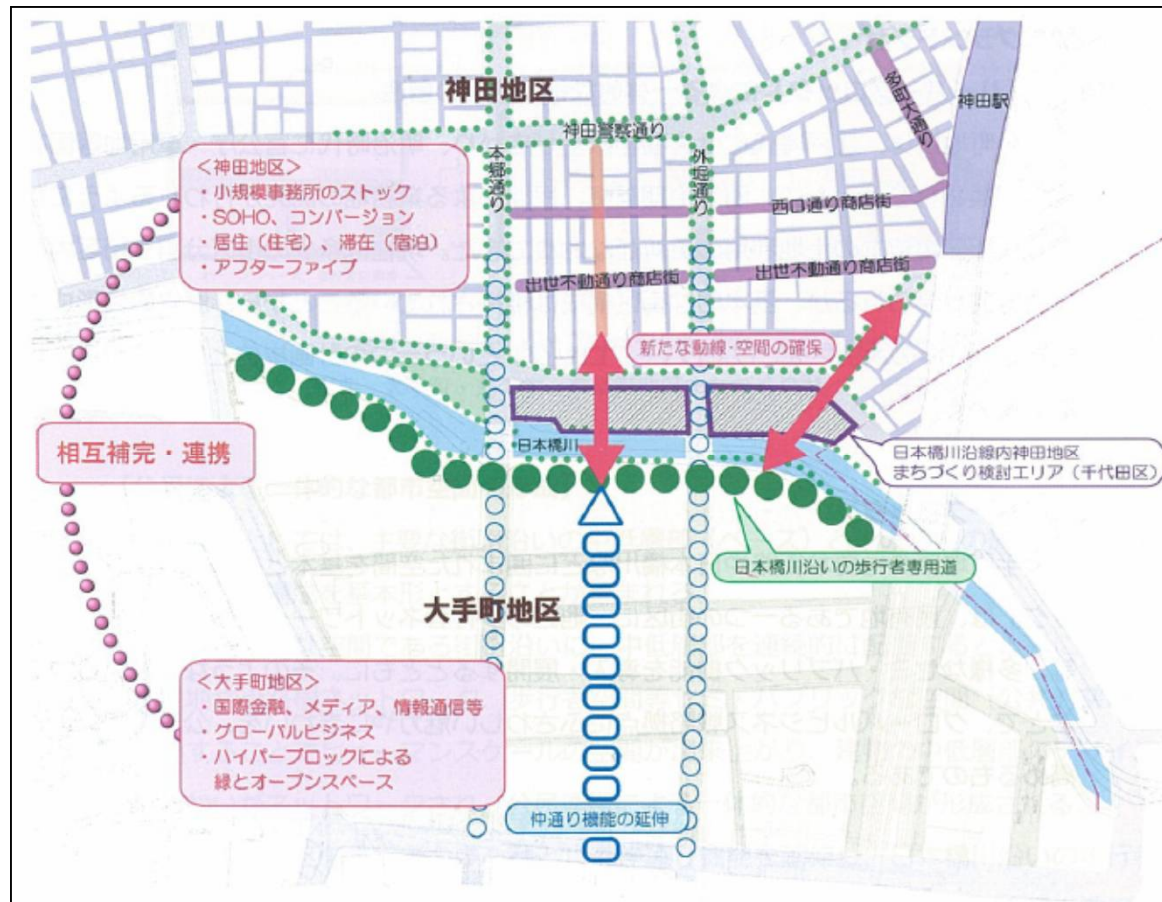 神田地区
神田駅
多町大通り
神田警察通り
本郷通り
外堀通り
<神田地区>
・小規模事務所のストック
・SOHO、コンバージョン
・居住(住宅)、滞在(宿泊)
・アフターファイブ
西口通り商店街
出世不動通り商店街
出世不動通り商店街
新たな動線・空間の確保
相互補完・連携
日本橋川
日本橋川沿線内神田地区
まちづくり検討エリア(千代田区)
日本橋川沿いの歩行者専用道
大手町地区
<大手町地区>
・国際金融、メディア、情報通信等
・グローバルビジネス
・ハイパーブロックによる
緑とオープンスペース
仲通り機能の延伸